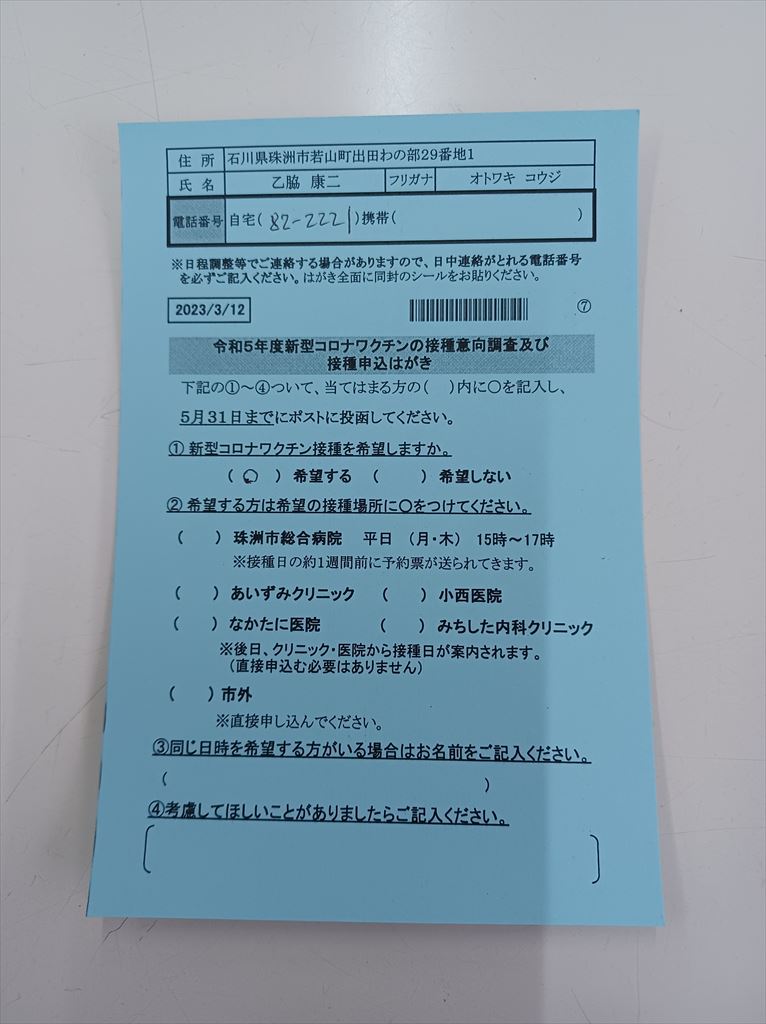 住所 石川県珠洲市若山町出田わの部29番地1
氏名 乙脇 康二 フリガナ オトワキ コウジ
電話番号 自宅( 82-2221 )携帯( )
※日程調整等でご連絡する場合がありますので、日中連絡がとれる電話番号
を必ずご記入ください。はがき全面に同封のシールをお貼りください。
2023/3/12 ⑦
令和5年度新型コロナワクチンの接種意向調査及び
接種申込はがき
下記の①～④ついて、当てはまる方の( )内に〇を記入し、
5月31日までにポストに投函してください。
① 新型コロナワクチン接種を希望しますか。
( 〇 ) 希望する ( ) 希望しない
② 希望する方は希望の接種場所に〇をつけてください。
( ) 珠洲市総合病院 平日 (月・木) 15時～17時
※接種日の約1週間前に予約票が送られてきます。
( ) あいずみクリニック ( ) 小西医院
( ) なかたに医院 ( ) みちした内科クリニック
※後日、クリニック・医院から接種日が案内されます。
(直接申込む必要はありません)
( ) 市外
※直接申し込んでください。
③同じ日時を希望する方がいる場合はお名前をご記入ください。
( )
④考慮してほしいことがありましたらご記入ください。